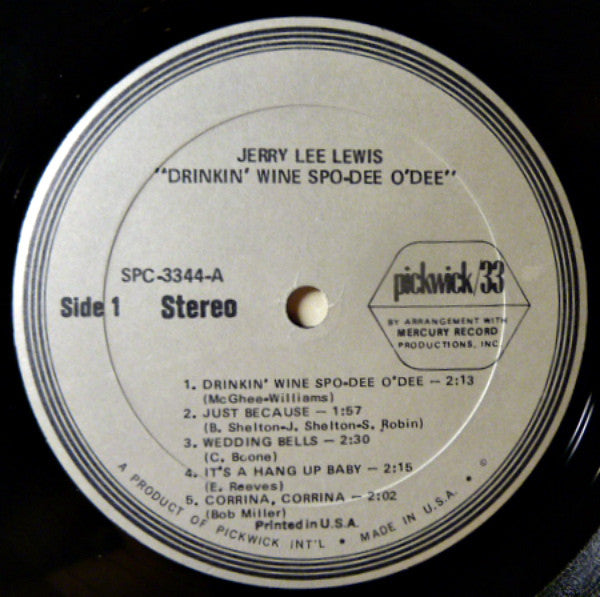 JERRY LEE LEWIS
"DRINKIN' WINE SPO-DEE O'DEE"
SPC-3344-A
Side 1 Stereo
pickwick/33
BY ARRANGEMENT WITH
MERCURY RECORD
PRODUCTIONS, INC.
1. DRINKIN' WINE SPO-DEE O'DEE — 2:13
(McGhee-Williams)
2. JUST BECAUSE — 1:57
(B. Shelton-J. Shelton-S. Robin)
3. WEDDING BELLS — 2:30
(C. Boone)
4. IT'S A HANG UP BABY — 2:15
(E. Reeves)
5. CORRINA, CORRINA — 2:02
(Bob Miller)
Printed in U.S.A.
A PRODUCT OF PICKWICK INT'L • MADE IN U.S.A. • ©